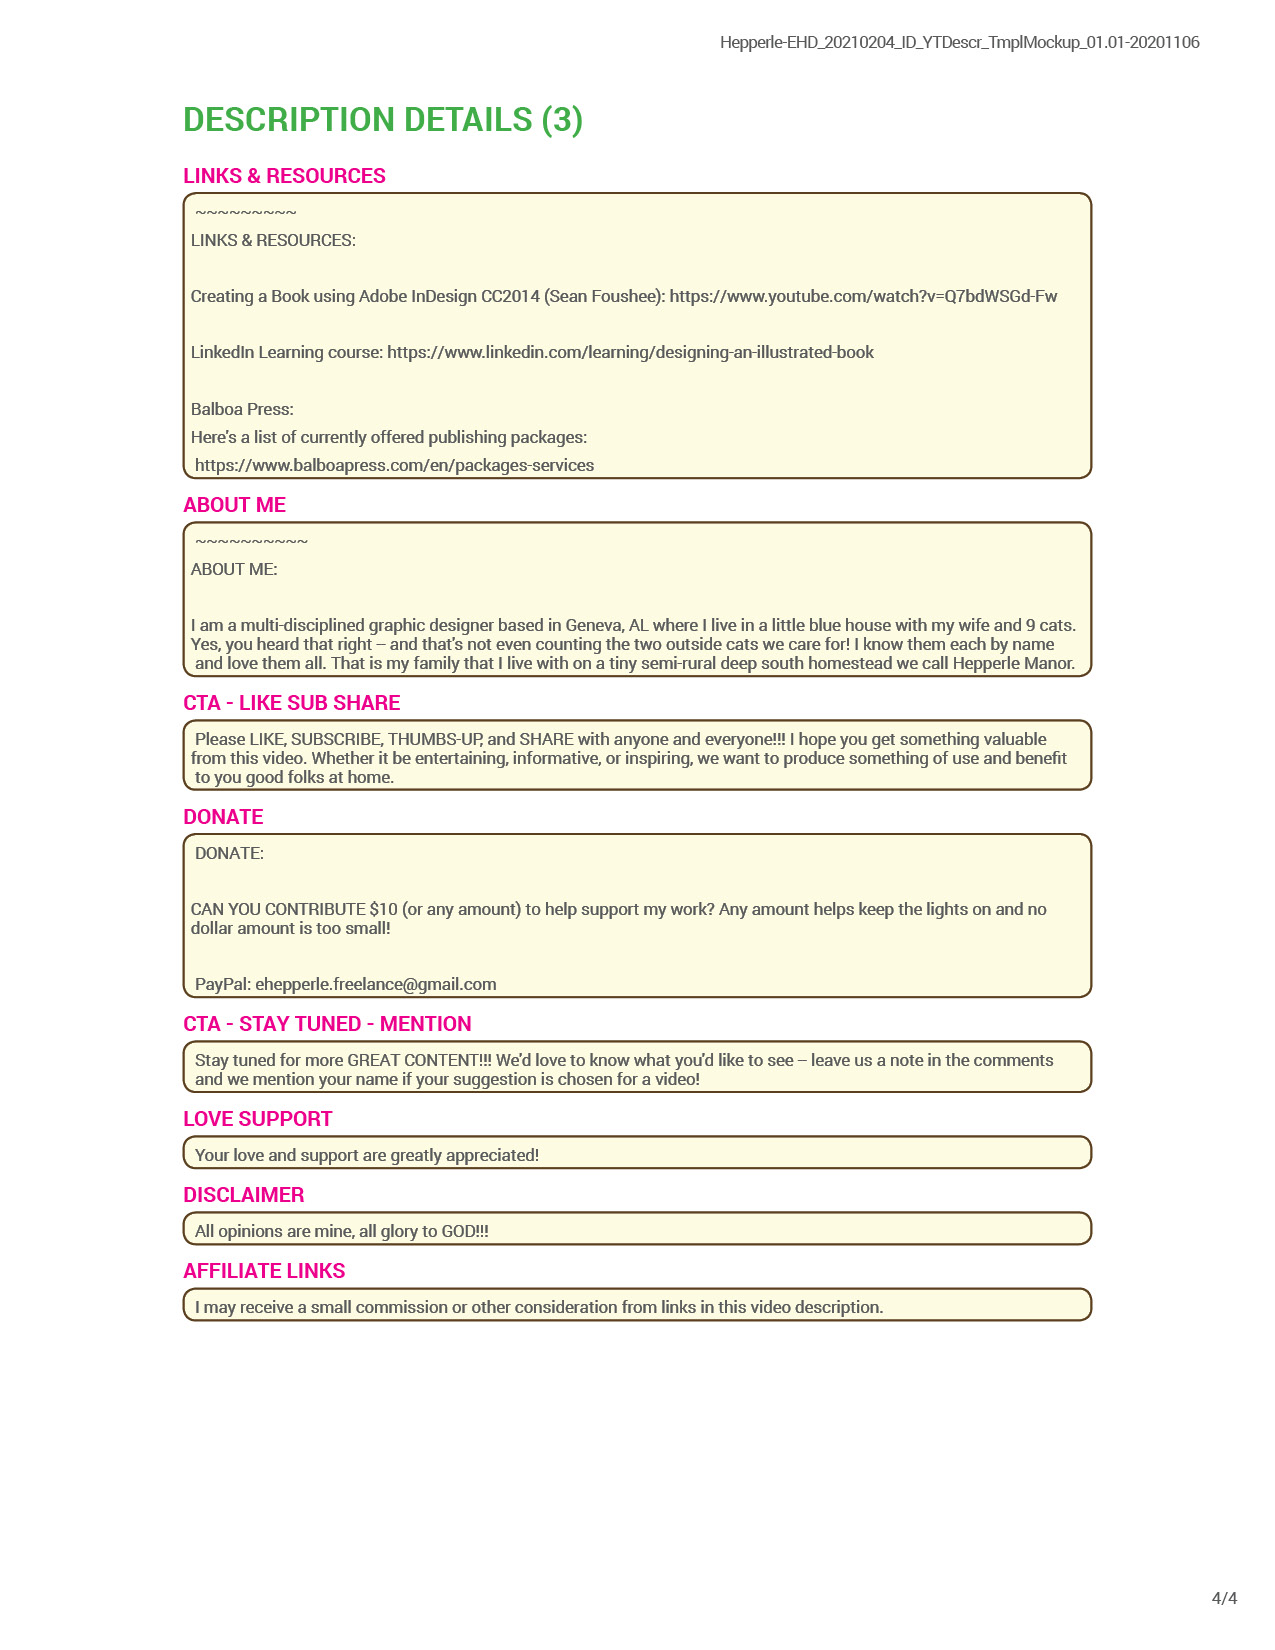 Hepperle-EHD_20210204_ID_YTDescr_TmplMockup_01.01-20201106
DESCRIPTION DETAILS (3)
LINKS & RESOURCES
~~~~~~~~~
LINKS & RESOURCES:
Creating a Book using Adobe InDesign CC2014 (Sean Foushee): https://www.youtube.com/watch?v=Q7bdWSGd-Fw
LinkedIn Learning course: https://www.linkedin.com/learning/designing-an-illustrated-book
Balboa Press:
Here's a list of currently offered publishing packages:
https://www.balboapress.com/en/packages-services
ABOUT ME
~~~~~~~~~~
ABOUT ME:
I am a multi-disciplined graphic designer based in Geneva, AL where I live in a little blue house with my wife and 9 cats.
Yes, you heard that right – and that's not even counting the two outside cats we care for! I know them each by name
and love them all. That is my family that I live with on a tiny semi-rural deep south homestead we call Hepperle Manor.
CTA - LIKE SUB SHARE
Please LIKE, SUBSCRIBE, THUMBS-UP, and SHARE with anyone and everyone!!! I hope you get something valuable
from this video. Whether it be entertaining, informative, or inspiring, we want to produce something of use and benefit
to you good folks at home.
DONATE
DONATE:
CAN YOU CONTRIBUTE $10 (or any amount) to help support my work? Any amount helps keep the lights on and no
dollar amount is too small!
PayPal: ehepperle.freelance@gmail.com
CTA - STAY TUNED - MENTION
Stay tuned for more GREAT CONTENT!!! We'd love to know what you'd like to see – leave us a note in the comments
and we mention your name if your suggestion is chosen for a video!
LOVE SUPPORT
Your love and support are greatly appreciated!
DISCLAIMER
All opinions are mine, all glory to GOD!!!
AFFILIATE LINKS
I may receive a small commission or other consideration from links in this video description.
4/4